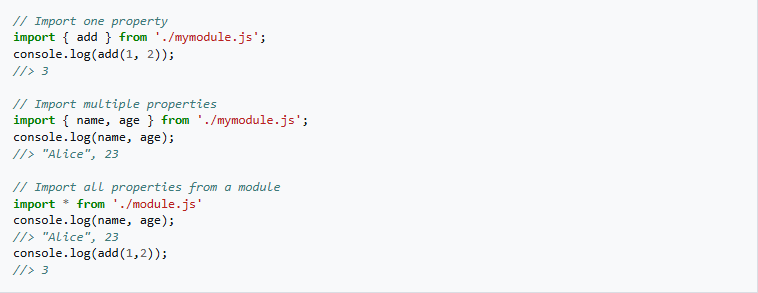 // Import one property
import { add } from './mymodule.js';
console.log(add(1, 2));
//> 3
// Import multiple properties
import { name, age } from './mymodule.js';
console.log(name, age);
//> "Alice", 23
// Import all properties from a module
import * from './module.js'
console.log(name, age);
//> "Alice", 23
console.log(add(1,2));
//> 3